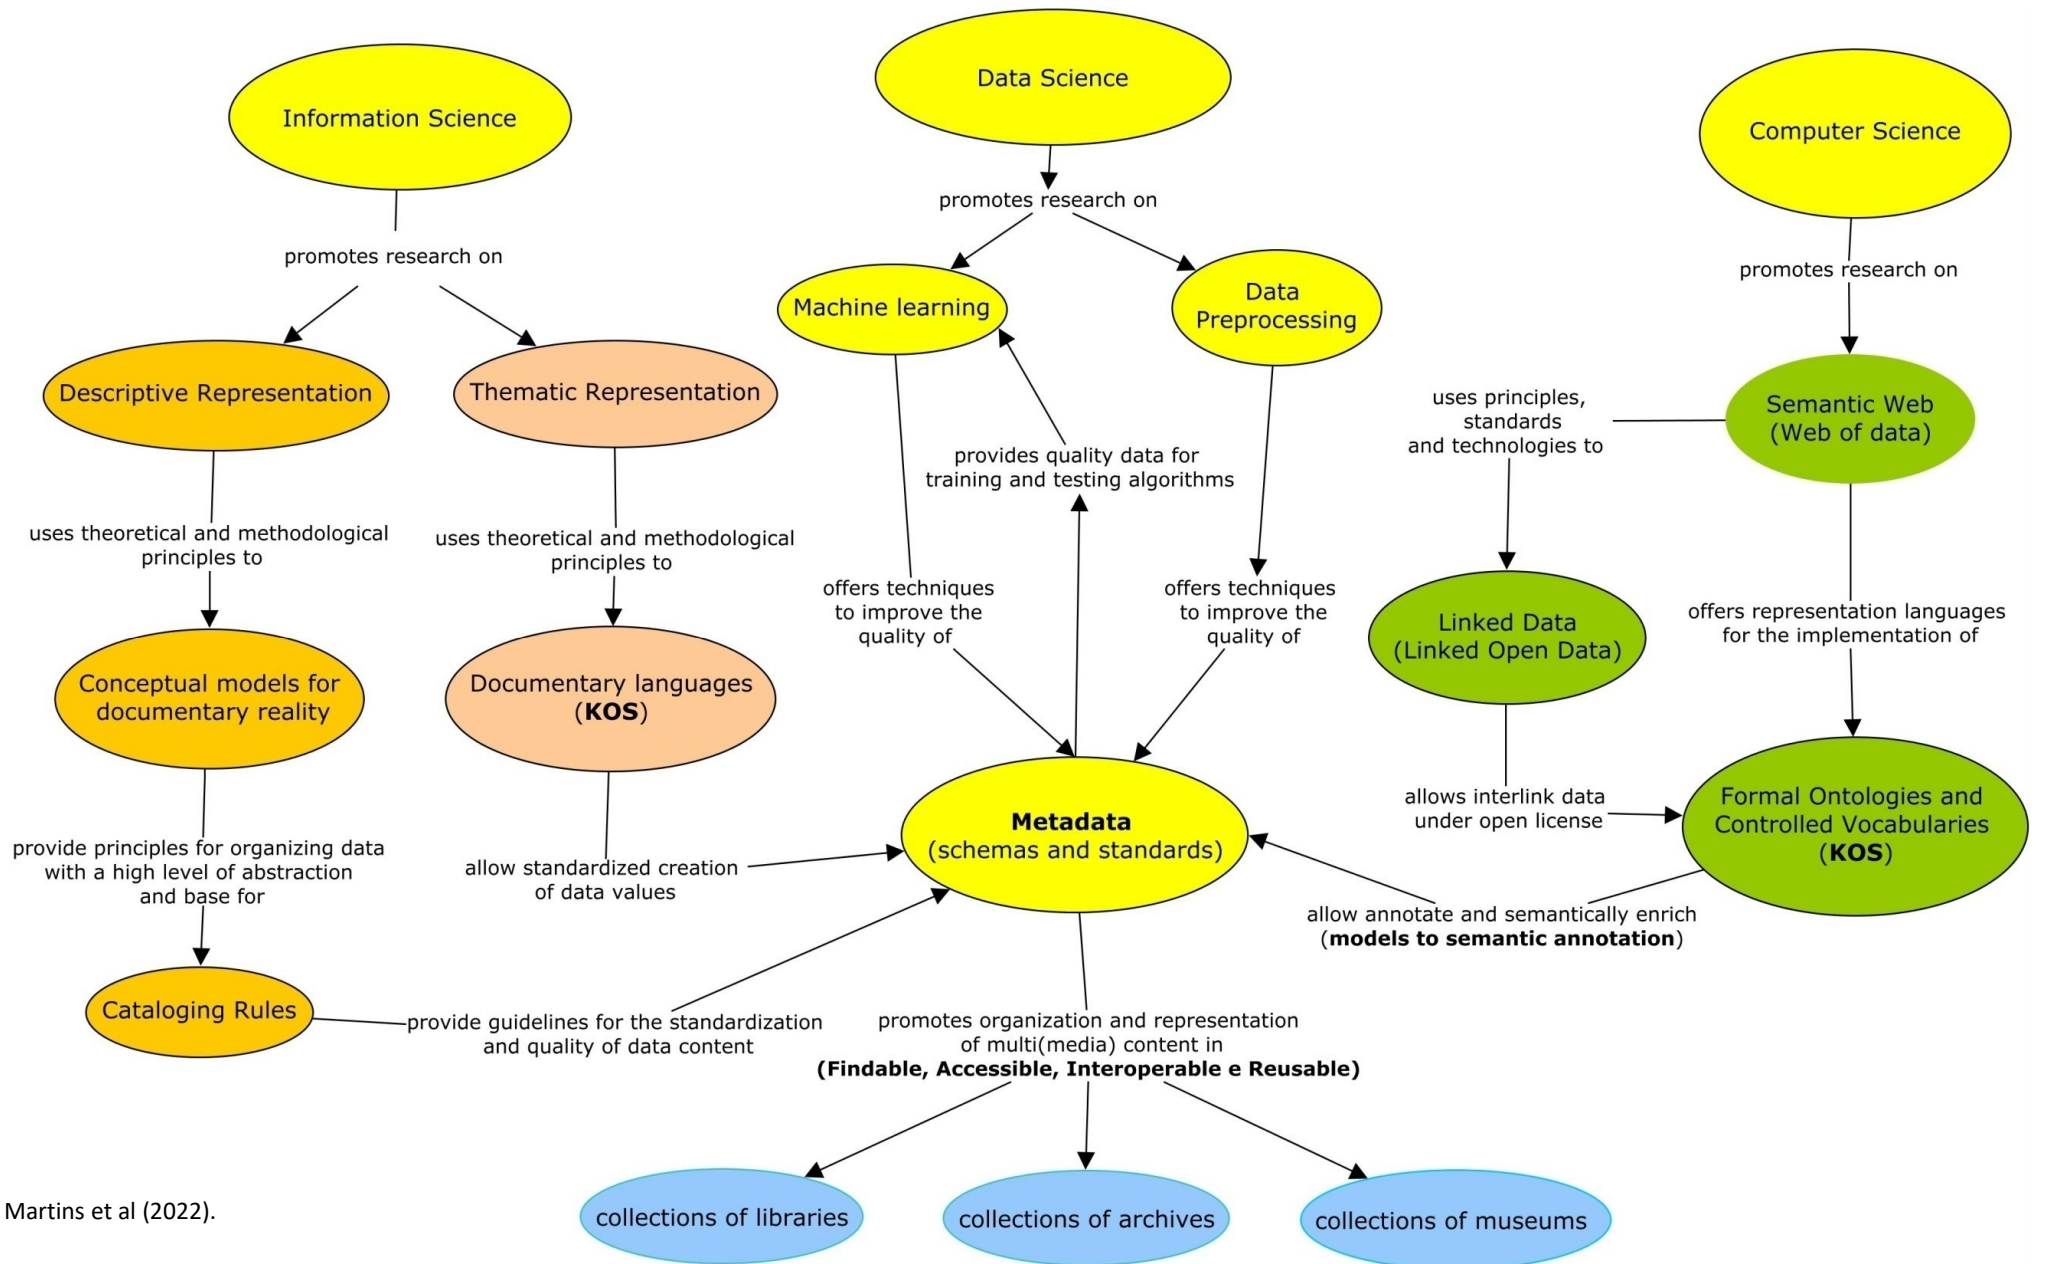 Data Science
Information Science
Computer Science
promotes research on
promotes research on
promotes research on
Machine learning
Data
Preprocessing
Descriptive Representation
Thematic Representation
uses principles,
standards
and technologies to
Semantic Web
(Web of data)
provides quality data for
training and testing algorithms
uses theoretical and methodological
principles to
uses theoretical and methodological
principles to
offers techniques
to improve the
quality of
offers techniques
to improve the
quality of
Linked Data
(Linked Open Data)
offers representation languages
for the implementation of
Conceptual models for
documentary reality
Documentary languages
(KOS)
allows interlink data
under open license
Formal Ontologies and
Controlled Vocabularies
(KOS)
Metadata
(schemas and standards)
provide principles for organizing data
with a high level of abstraction
and base for
allow standardized creation
of data values
allow annotate and semantically enrich
(models to semantic annotation)
Cataloging Rules
provide guidelines for the standardization
and quality of data content
promotes organization and representation
of multi(media) content in
(Findable, Accessible, Interoperable e Reusable)
Martins et al (2022).
collections of libraries
collections of archives
collections of museums